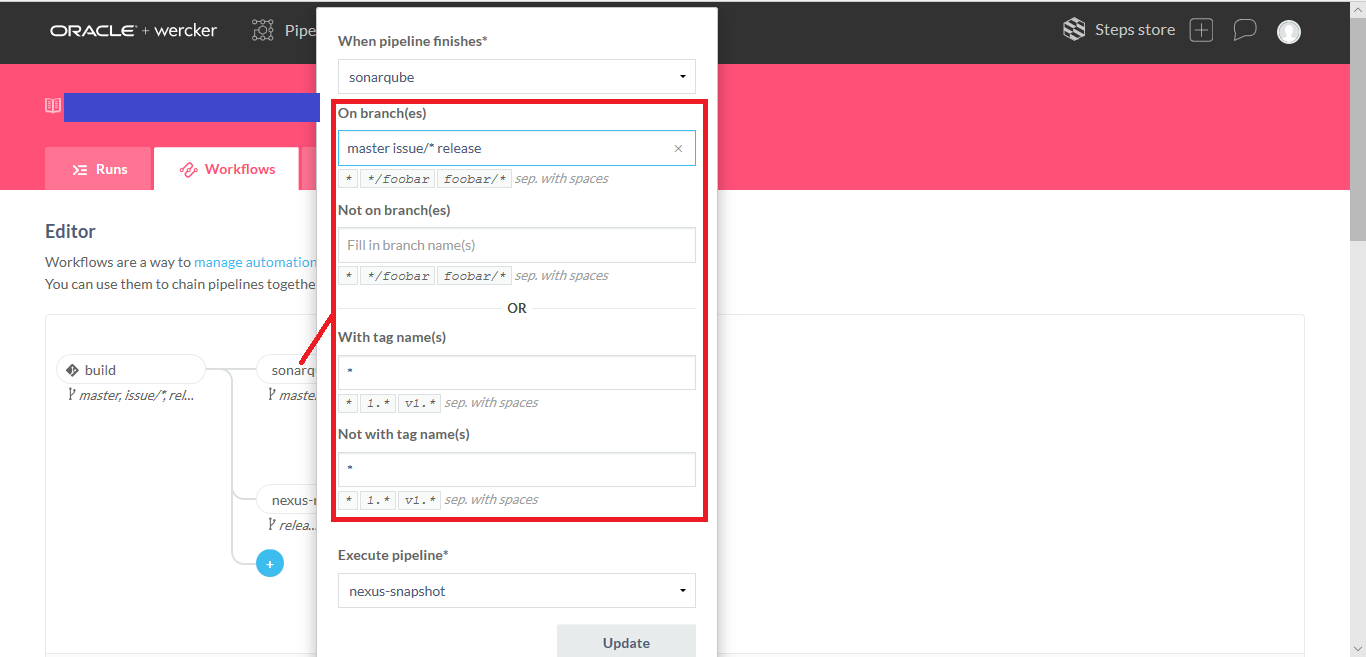 ORACLE + wercker
Pipe
Steps store
Runs
Workflows
Editor
Workflows are a way to manage automation
You can use them to chain pipelines togethe
build
master, issue/*, rel...
sonarq
maste
nexus-
relea...
+
When pipeline finishes*
sonarqube
On branch(es)
master issue/* release ×
* */foobar foobar/* sep. with spaces
Not on branch(es)
Fill in branch name(s)
* */foobar foobar/* sep. with spaces
OR
With tag name(s)
*
* 1.* v1.* sep. with spaces
Not with tag name(s)
*
* 1.* v1.* sep. with spaces
Execute pipeline*
nexus-snapshot
Update